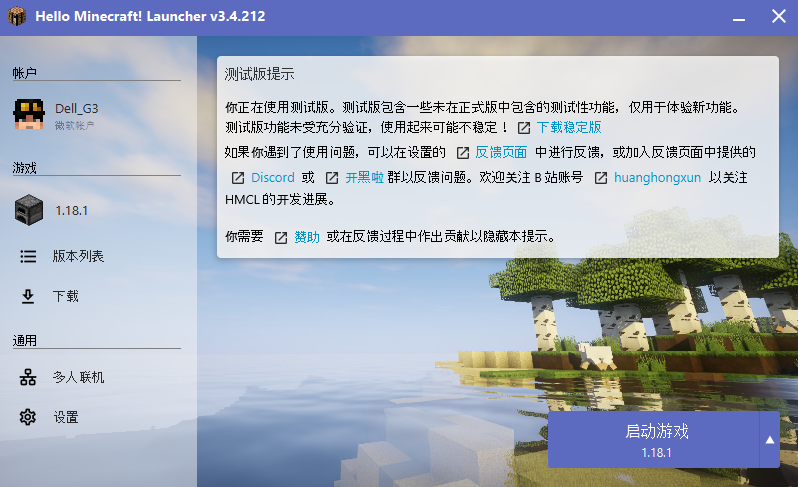 Hello Minecraft! Launcher v3.4.212
帐户
Dell_G3
微软帐户
游戏
1.18.1
版本列表
下载
通用
多人联机
设置
测试版提示
你正在使用测试版。测试版包含一些未在正式版中包含的测试性功能，仅用于体验新功能。
测试版功能未受充分验证，使用起来可能不稳定！ 下载稳定版
如果你遇到了使用问题，可以在设置的 反馈页面 中进行反馈，或加入反馈页面中提供的
Discord 或 开黑啦 群以反馈问题。欢迎关注 B 站账号 huanghongxun 以关注
HMCL 的开发进展。
你需要 赞助 或在反馈过程中作出贡献以隐藏本提示。
启动游戏
1.18.1